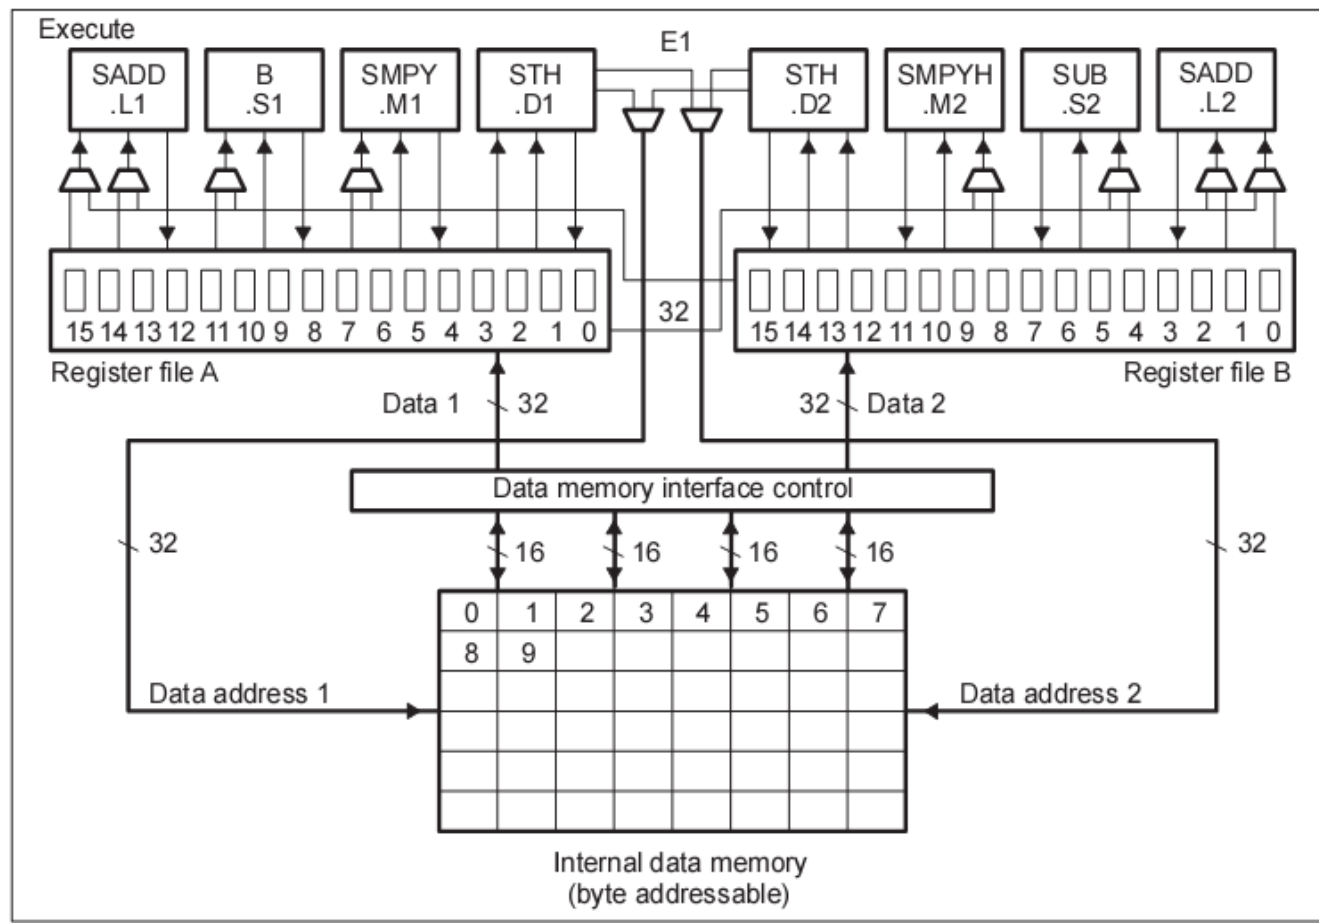 Execute
E1
SADD .L1
B .S1
SMPY .M1
STH .D1
STH .D2
SMPYH .M2
SUB .S2
SADD .L2
15 14 13 12 11 10 9 8 7 6 5 4 3 2 1 0
32
15 14 13 12 11 10 9 8 7 6 5 4 3 2 1 0
Register file A
Register file B
Data 1 32
32 Data 2
Data memory interface control
32
16 16 16 16
32
0 1 2 3 4 5 6 7
8 9
Data address 1
Data address 2
Internal data memory
(byte addressable)